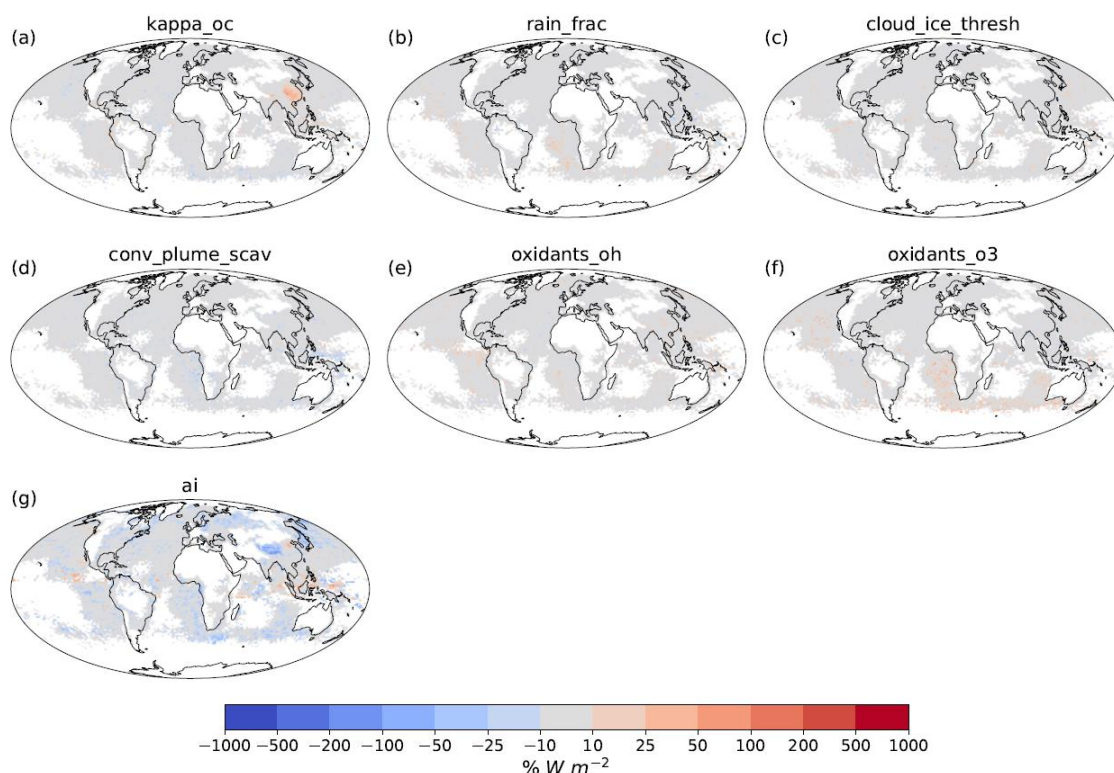 (a) kappa_oc
(b) rain_frac
(c) cloud_ice_thresh
(d) conv_plume_scav
(e) oxidants_oh
(f) oxidants_o3
(g) ai
−1000 −500 −200 −100 −50 −25 −10 10 25 50 100 200 500 1000
% W m⁻²